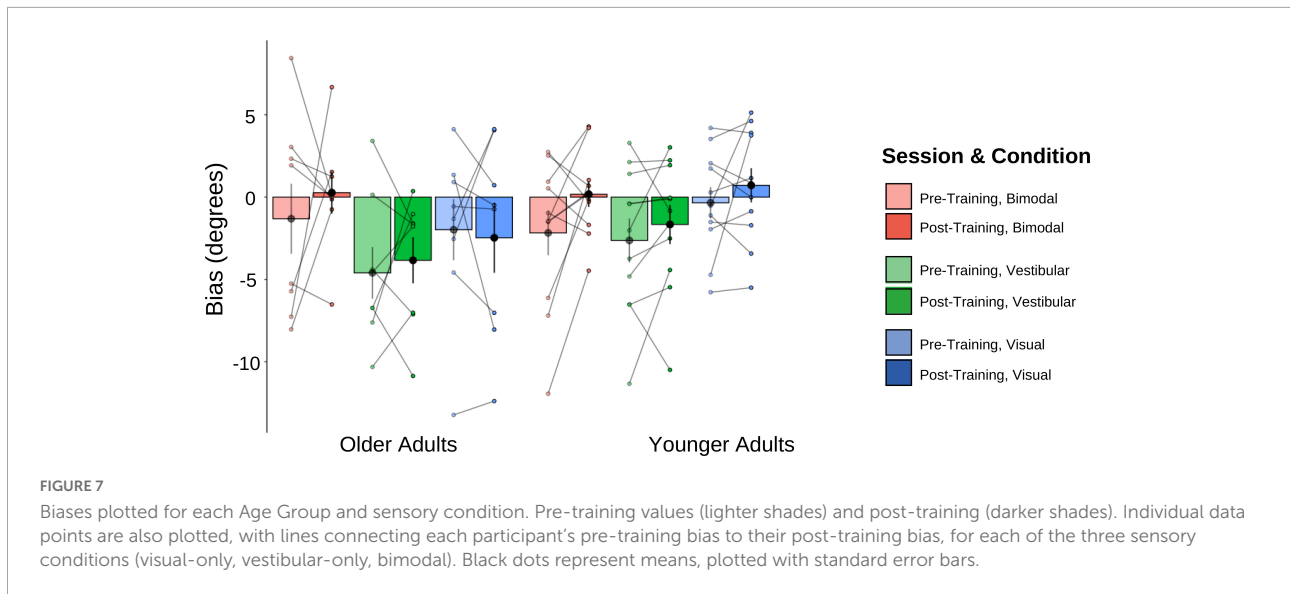 5
0
-5
-10
Bias (degrees)
Older Adults
Younger Adults
Session & Condition
Pre-Training, Bimodal
Post-Training, Bimodal
Pre-Training, Vestibular
Post-Training, Vestibular
Pre-Training, Visual
Post-Training, Visual
FIGURE 7
Biases plotted for each Age Group and sensory condition. Pre-training values (lighter shades) and post-training (darker shades). Individual data
points are also plotted, with lines connecting each participant’s pre-training bias to their post-training bias, for each of the three sensory
conditions (visual-only, vestibular-only, bimodal). Black dots represent means, plotted with standard error bars.